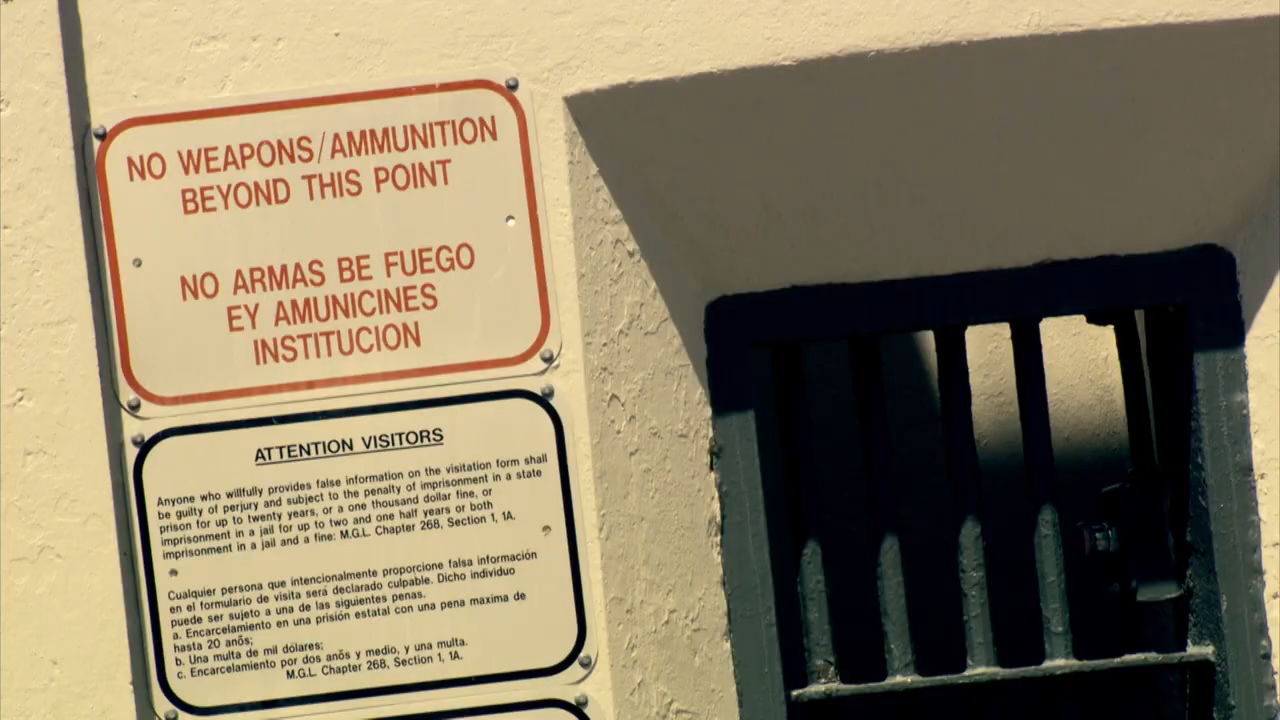 NO WEAPONS/AMMUNITION
BEYOND THIS POINT
NO ARMAS BE FUEGO
EY AMUNICINES
INSTITUCION
ATTENTION VISITORS
Anyone who willfully provides false information on the visitation form shall
be guilty of perjury and subject to the penalty of imprisonment in a state
prison for up to twenty years, or a one thousand dollar fine, or
imprisonment in a jail for up to two and one half years or both
imprisonment in a jail and a fine: M.G.L. Chapter 268, Section 1, 1A.
Cualquier persona que intencionalmente proporcione falsa información
en el formulario de visita será declarado culpable. Dicho individuo
puede ser sujeto a una de las siguientes penas.
a. Encarcelamiento en una prisión estatal con una pena maxima de
hasta 20 anõs;
b. Una multa de mil dólares;
c. Encarcelamiento por dos anõs y medio, y una multa.
M.G.L. Chapter 268, Section 1, 1A.